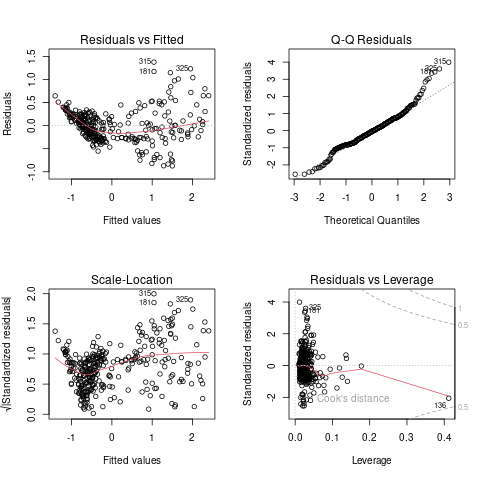 Residuals vs Fitted
Residuals
-1.0 0.0 0.5 1.0 1.5
315
181
325
-1 0 1 2
Fitted values
Q-Q Residuals
Standardized residuals
-2 -1 0 1 2 3 4
315
325
181
-3 -2 -1 0 1 2 3
Theoretical Quantiles
Scale-Location
√|Standardized residuals|
0.0 0.5 1.0 1.5 2.0
315
181
325
-1 0 1 2
Fitted values
Residuals vs Leverage
Standardized residuals
-2 0 2 4
325
181
136
1
0.5
0.5
Cook's distance
0.0 0.1 0.2 0.3 0.4
Leverage